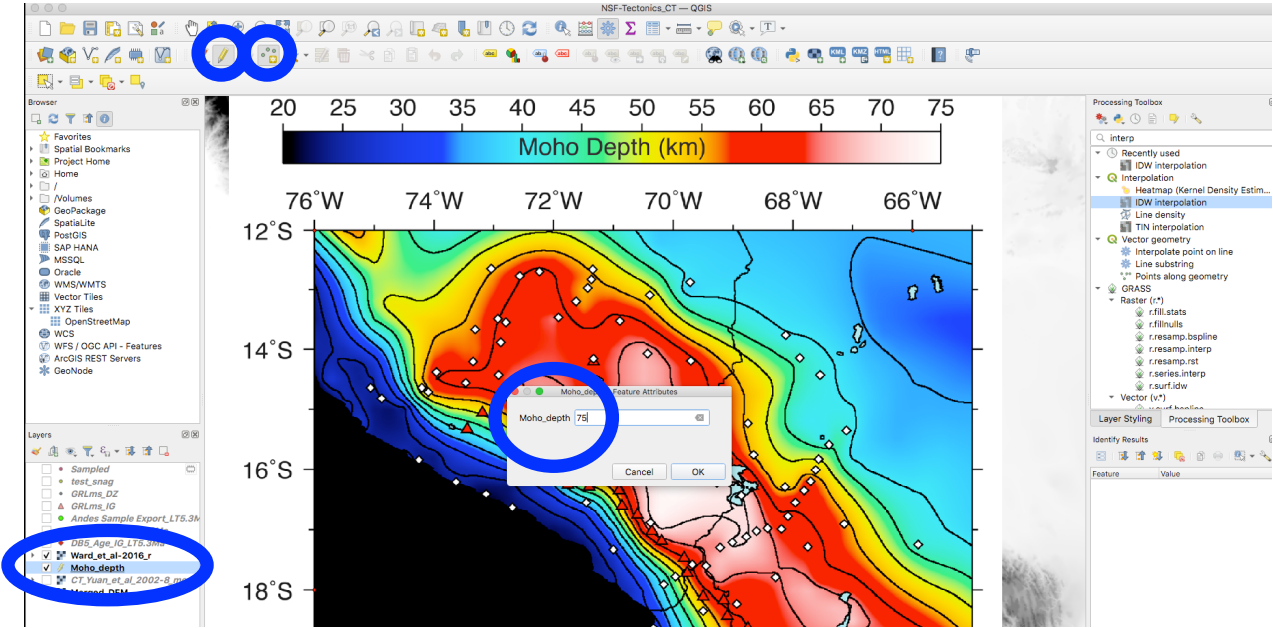 NSF-Tectonics_CT — QGIS
abc
KML
KMZ
HTML
Browser
Favorites
Spatial Bookmarks
Project Home
Home
/
/Volumes
GeoPackage
SpatiaLite
PostGIS
SAP HANA
MSSQL
Oracle
WMS/WMTS
Vector Tiles
XYZ Tiles
OpenStreetMap
WCS
WFS / OGC API - Features
ArcGIS REST Servers
GeoNode
Layers
Sampled
test_snag
GRLms_DZ
GRLms_IG
Andes Sample Export_LT5.3M
DB5_Age_IG_LT5.3Ma
Ward_et_al-2016_r
Moho_depth
CT_Yuan_et_al_2002-8_m
Merged_DEM
20 25 30 35 40 45 50 55 60 65 70 75
Moho Depth (km)
76°W 74°W 72°W 70°W 68°W 66°W
12°S
14°S
16°S
18°S
Moho_depth - Feature Attributes
Moho_depth 75
Cancel OK
Processing Toolbox
interp
Recently used
IDW interpolation
Interpolation
Heatmap (Kernel Density Estim...
IDW interpolation
Line density
TIN interpolation
Vector geometry
Interpolate point on line
Line substring
Points along geometry
GRASS
Raster (r.*)
r.fill.stats
r.fillnulls
r.resamp.bspline
r.resamp.interp
r.resamp.rst
r.series.interp
r.surf.idw
Vector (v.*)
v.surf.bspline
Layer Styling Processing Toolbox
Identify Results
Feature Value